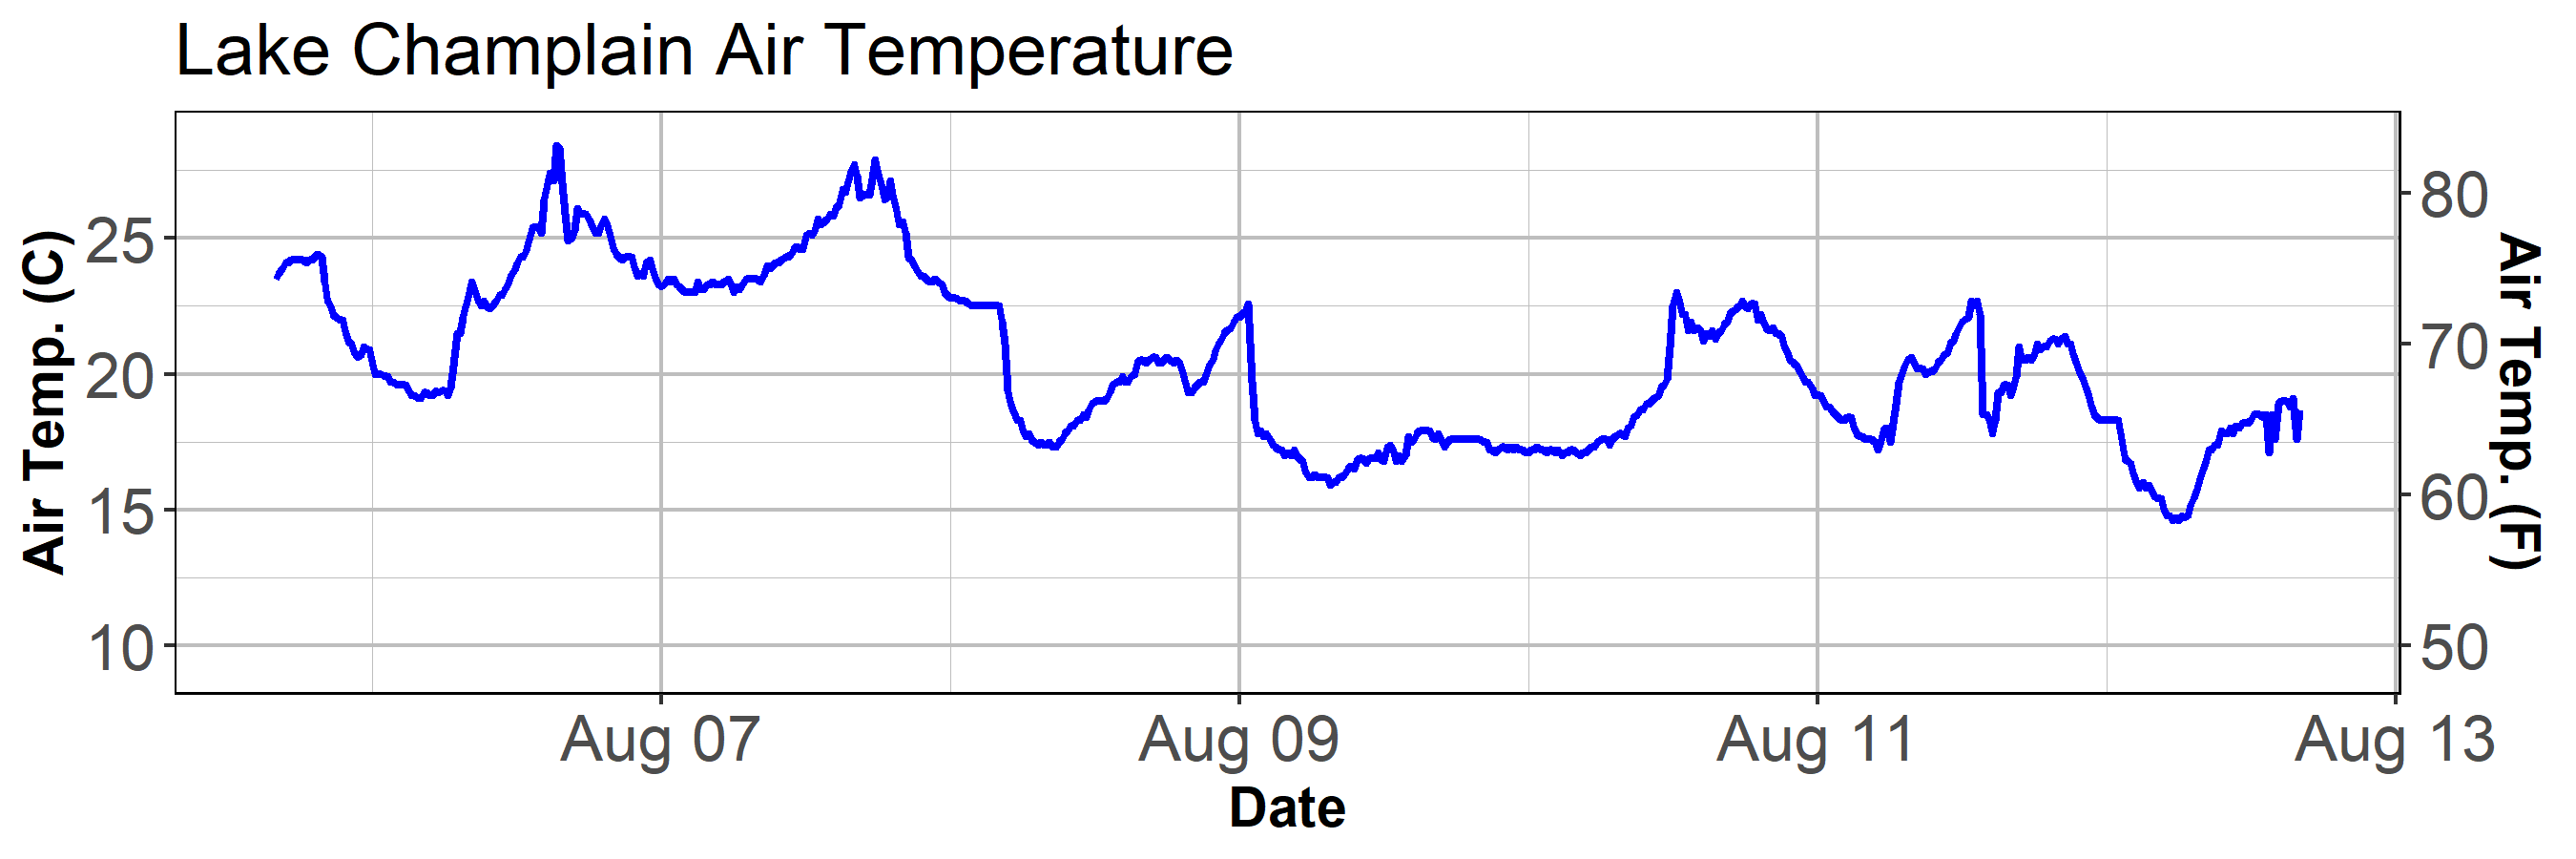 Lake Champlain Air Temperature
Air Temp. (C)
25
20
15
10
80
70
60
50
Air Temp. (F)
Aug 07 Aug 09 Aug 11 Aug 13
Date